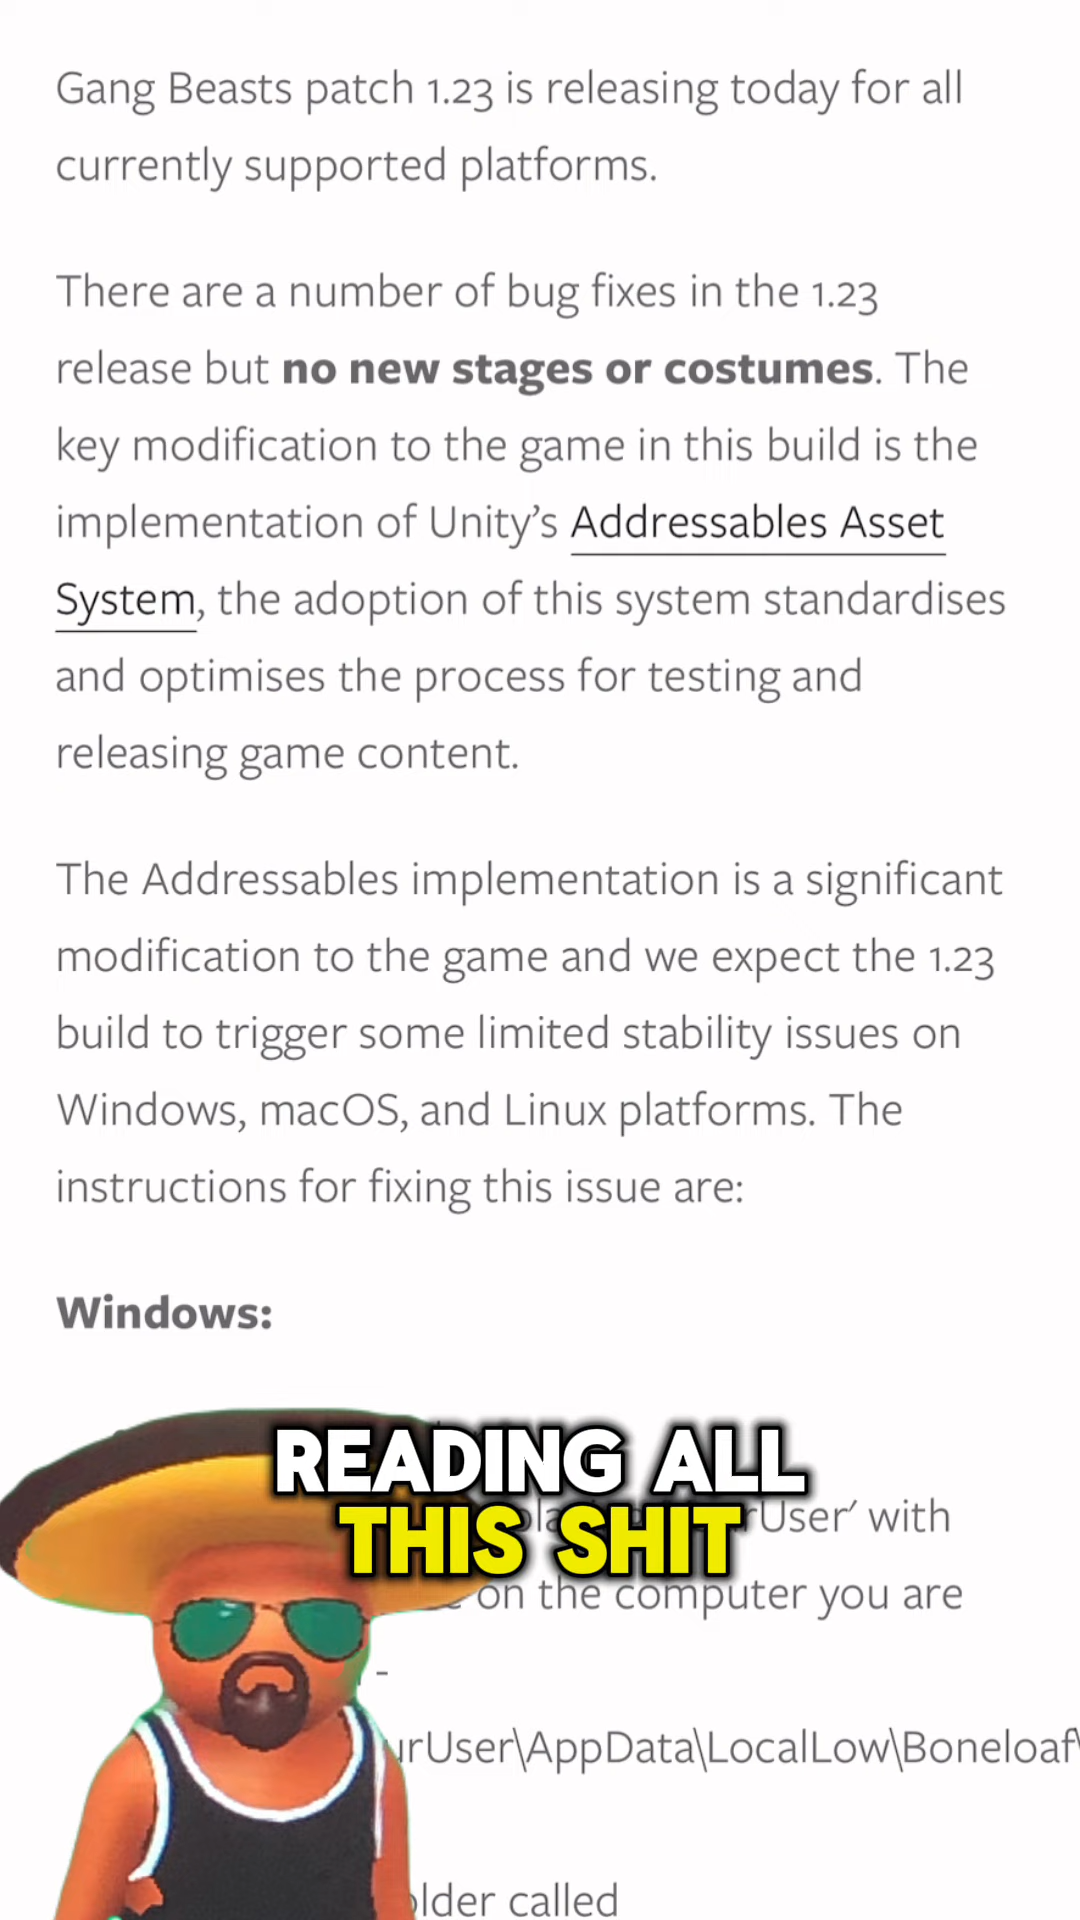 Gang Beasts patch 1.23 is releasing today for all
currently supported platforms.
There are a number of bug fixes in the 1.23
release but no new stages or costumes. The
key modification to the game in this build is the
implementation of Unity’s Addressables Asset
System, the adoption of this system standardises
and optimises the process for testing and
releasing game content.
The Addressables implementation is a significant
modification to the game and we expect the 1.23
build to trigger some limited stability issues on
Windows, macOS, and Linux platforms. The
instructions for fixing this issue are:
Windows:
READING ALL
THIS SHIT
rUser’ with
on the computer you are
-
urUser\AppData\LocalLow\Boneloaf\
older called